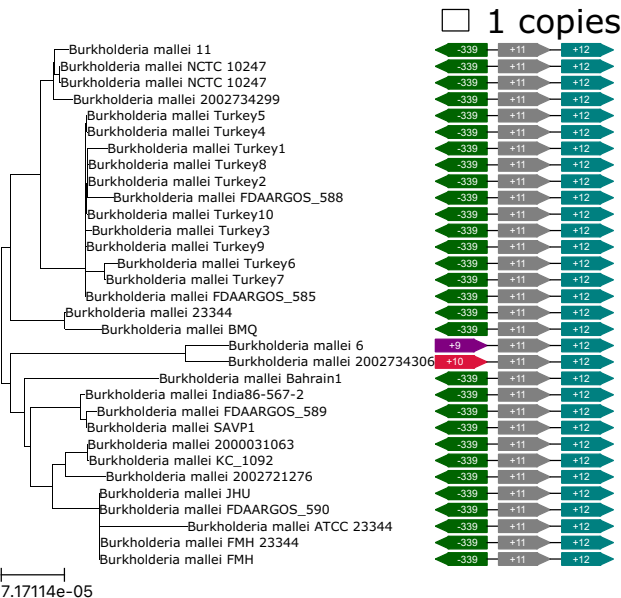 1 copies
Burkholderia mallei 11 -339 +11 +12
Burkholderia mallei NCTC 10247 -339 +11 +12
Burkholderia mallei NCTC 10247 -339 +11 +12
Burkholderia mallei 2002734299 -339 +11 +12
Burkholderia mallei Turkey5 -339 +11 +12
Burkholderia mallei Turkey4 -339 +11 +12
Burkholderia mallei Turkey1 -339 +11 +12
Burkholderia mallei Turkey8 -339 +11 +12
Burkholderia mallei Turkey2 -339 +11 +12
Burkholderia mallei FDAARGOS_588 -339 +11 +12
Burkholderia mallei Turkey10 -339 +11 +12
Burkholderia mallei Turkey3 -339 +11 +12
Burkholderia mallei Turkey9 -339 +11 +12
Burkholderia mallei Turkey6 -339 +11 +12
Burkholderia mallei Turkey7 -339 +11 +12
Burkholderia mallei FDAARGOS_585 -339 +11 +12
Burkholderia mallei 23344 -339 +11 +12
Burkholderia mallei BMQ -339 +11 +12
Burkholderia mallei 6 +9 +11 +12
Burkholderia mallei 2002734306 +10 +11 +12
Burkholderia mallei Bahrain1 -339 +11 +12
Burkholderia mallei India86-567-2 -339 +11 +12
Burkholderia mallei FDAARGOS_589 -339 +11 +12
Burkholderia mallei SAVP1 -339 +11 +12
Burkholderia mallei 2000031063 -339 +11 +12
Burkholderia mallei KC_1092 -339 +11 +12
Burkholderia mallei 2002721276 -339 +11 +12
Burkholderia mallei JHU -339 +11 +12
Burkholderia mallei FDAARGOS_590 -339 +11 +12
Burkholderia mallei ATCC 23344 -339 +11 +12
Burkholderia mallei FMH 23344 -339 +11 +12
Burkholderia mallei FMH -339 +11 +12
7.17114e-05